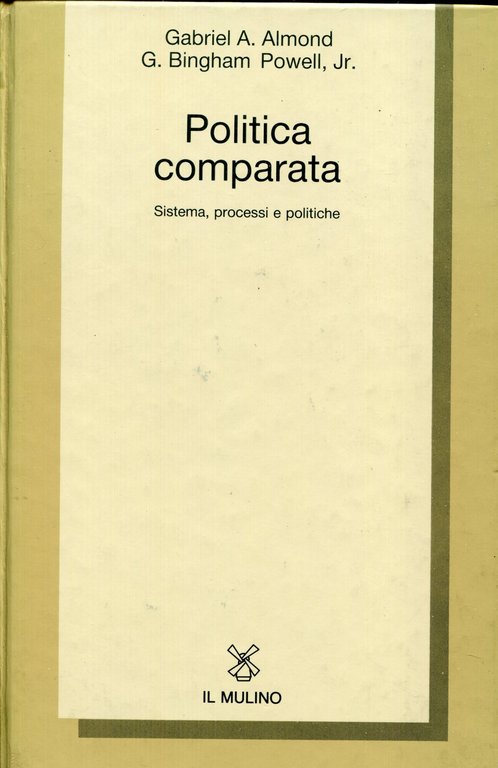 Gabriel A. Almond
G. Bingham Powell, Jr.
Politica
comparata
Sistema, processi e politiche
IL MULINO